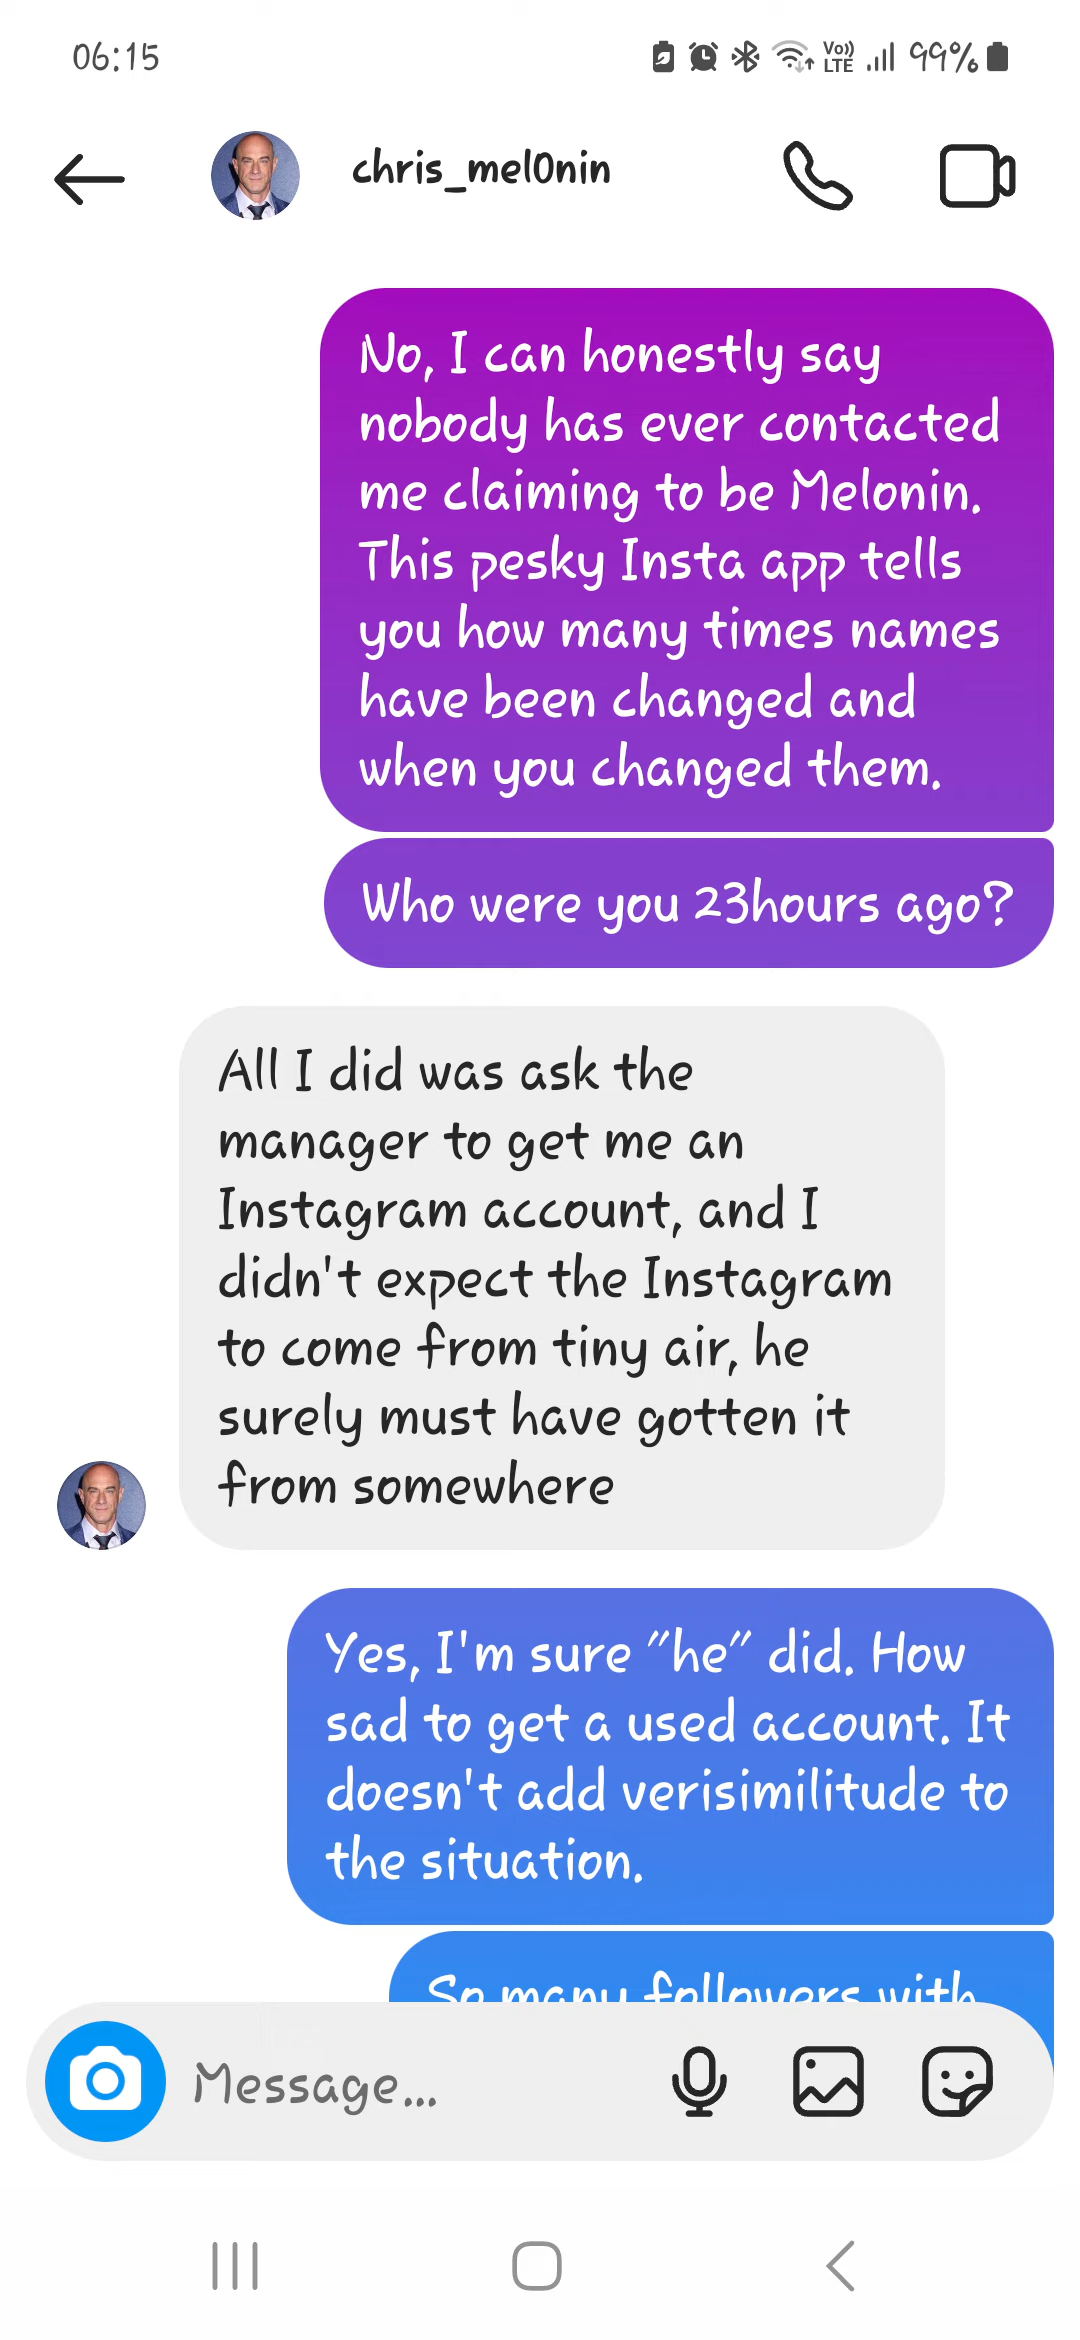 06:15
Vo)) LTE 99%
chris_mel0nin
No, I can honestly say
nobody has ever contacted
me claiming to be Melonin.
This pesky Insta app tells
you how many times names
have been changed and
when you changed them.
Who were you 23hours ago?
All I did was ask the
manager to get me an
Instagram account, and I
didn't expect the Instagram
to come from tiny air, he
surely must have gotten it
from somewhere
Yes, I'm sure "he" did. How
sad to get a used account. It
doesn't add verisimilitude to
the situation.
So many followers with
Message...